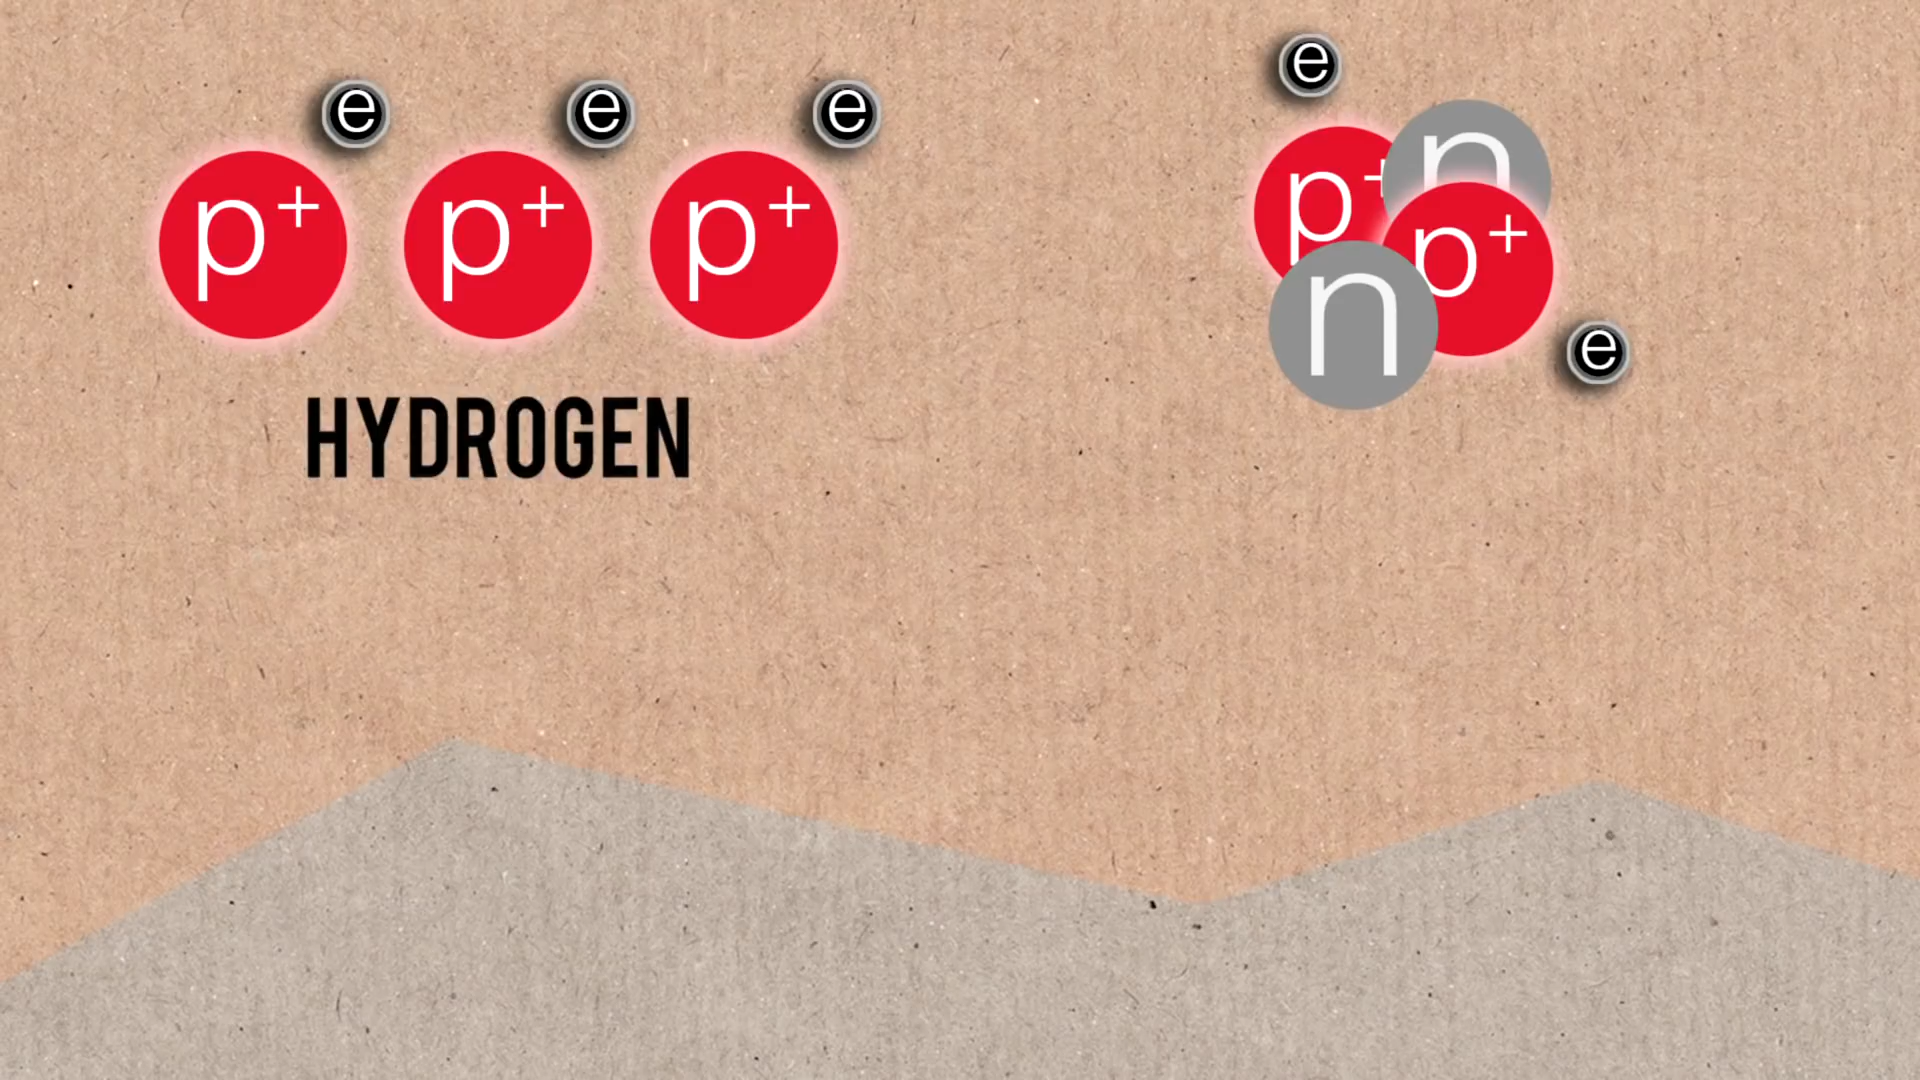 e e e
p+ p+ p+
HYDROGEN
e
p+ n
n p+
e